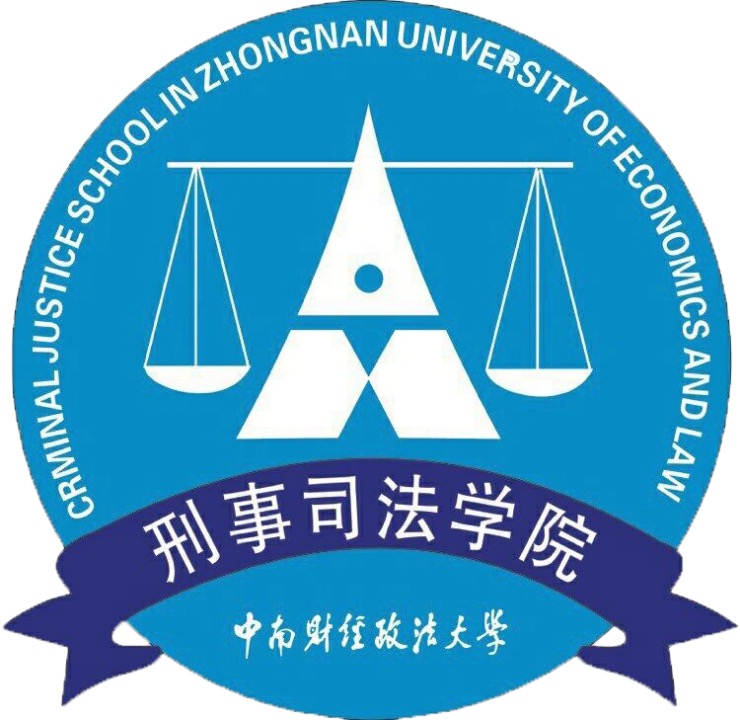 CRMINAL JUSTICE SCHOOL IN ZHONGNAN UNIVERSITY OF ECONOMICS AND LAW
刑事司法学院
中南财经政法大学